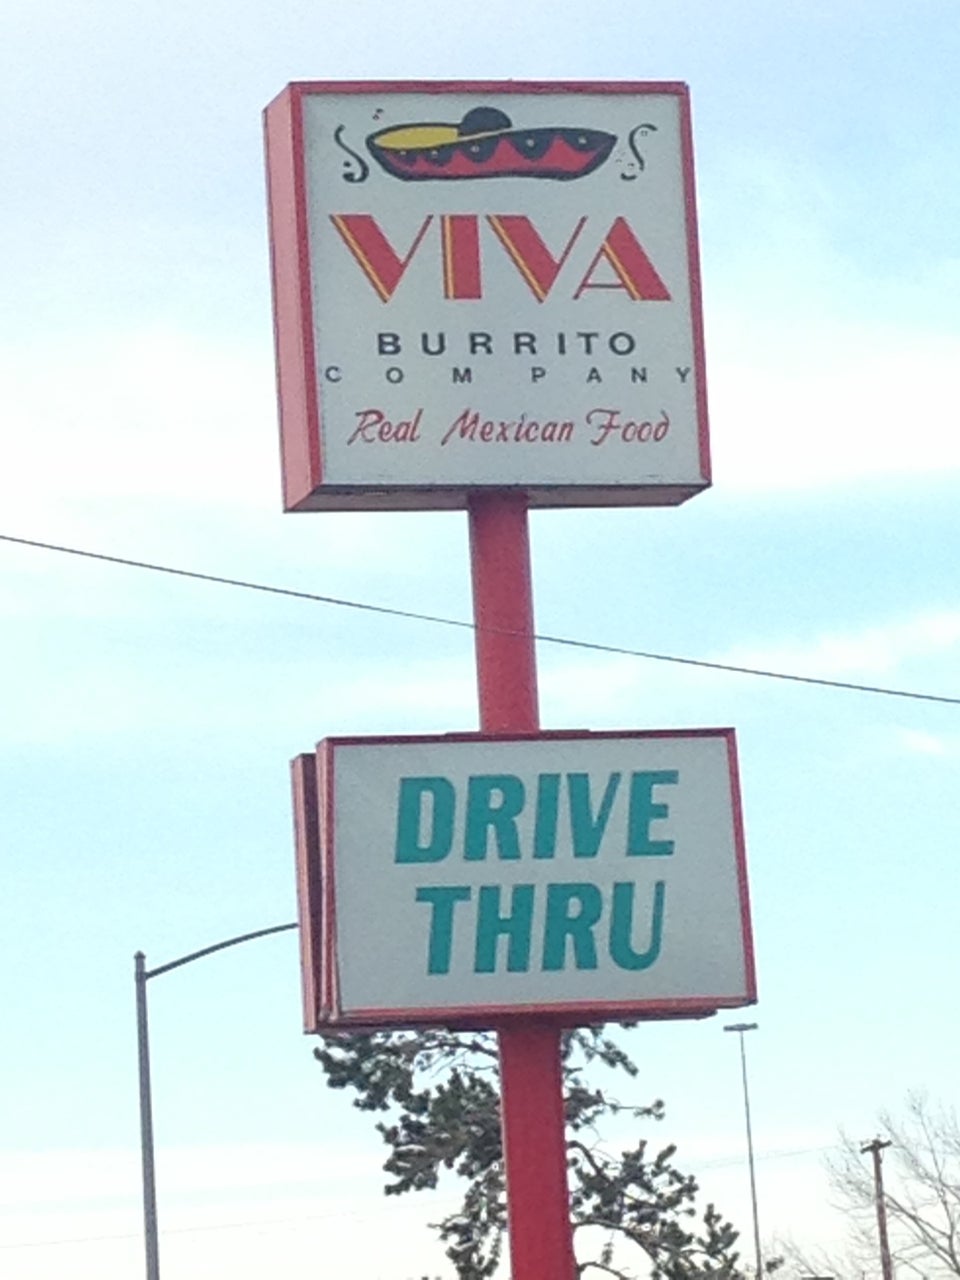 VIVA
BURRITO
COMPANY
Real Mexican Food
DRIVE
THRU